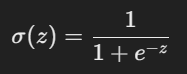 σ(z) = 1 / (1 + e^{-z})